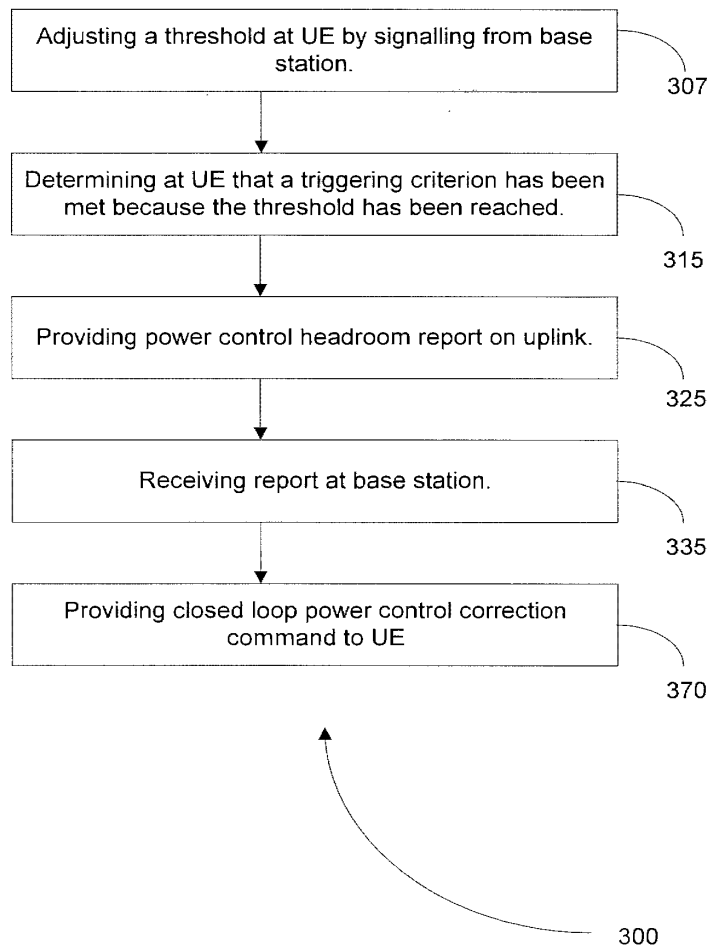 Adjusting a threshold at UE by signalling from base
station.
307
Determining at UE that a triggering criterion has been
met because the threshold has been reached.
315
Providing power control headroom report on uplink.
325
Receiving report at base station.
335
Providing closed loop power control correction
command to UE
370
300